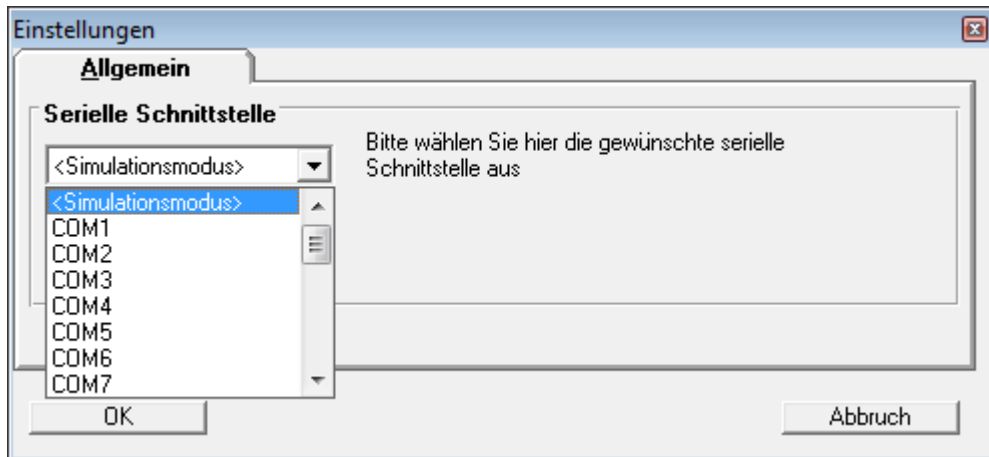 Einstellungen
Allgemein
Serielle Schnittstelle
<Simulationsmodus>
Bitte wählen Sie hier die gewünschte serielle
Schnittstelle aus
<Simulationsmodus>
COM1
COM2
COM3
COM4
COM5
COM6
COM7
OK
Abbruch